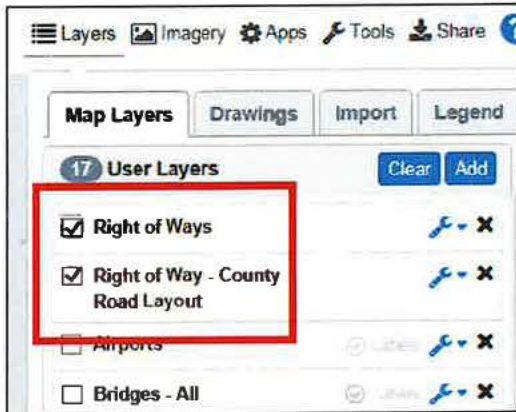 Layers Imagery Apps Tools Share ?
Map Layers Drawings Import Legend
17 User Layers Clear Add
Right of Ways
Right of Way - County
Road Layout
Airports
Bridges - All